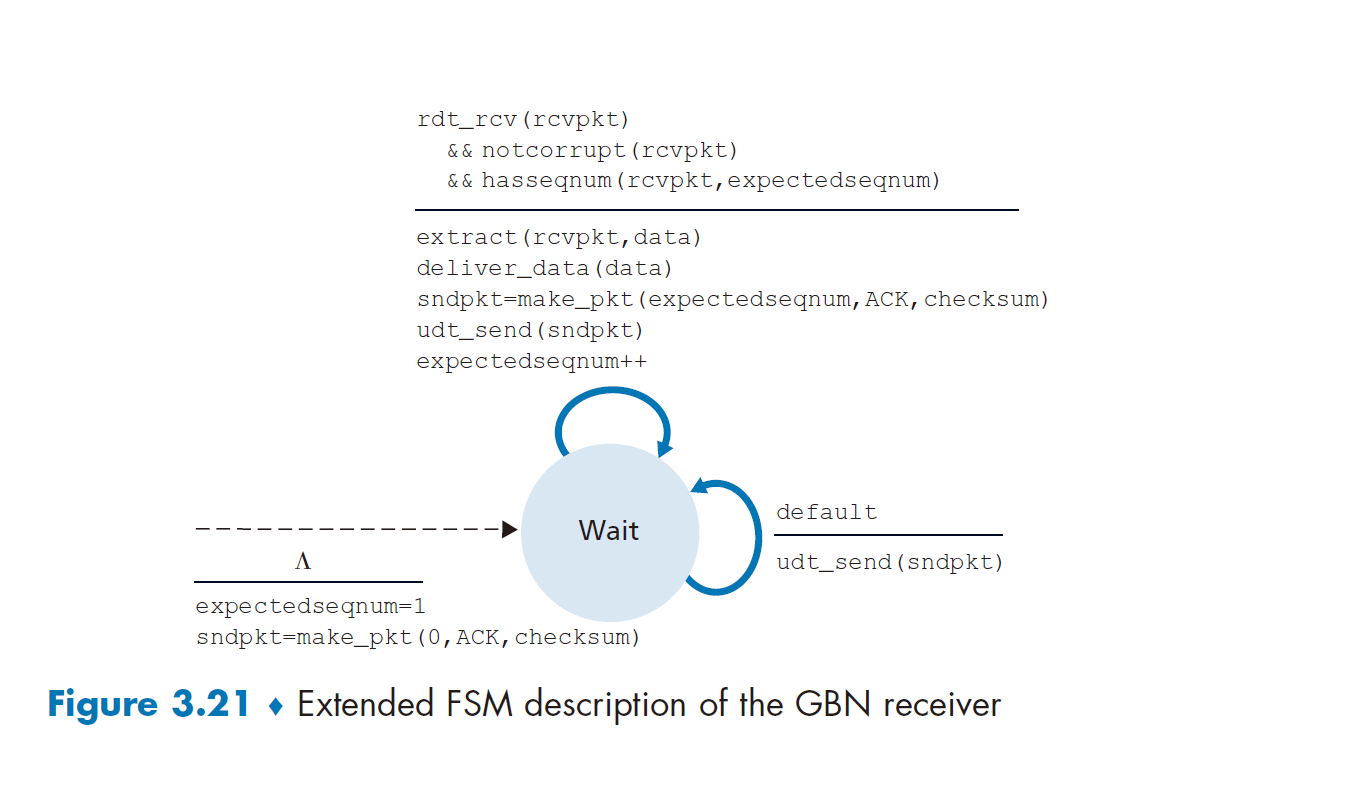 rdt_rcv(rcvpkt)
&& notcorrupt(rcvpkt)
&& hasseqnum(rcvpkt,expectedseqnum)
extract(rcvpkt,data)
deliver_data(data)
sndpkt=make_pkt(expectedseqnum,ACK,checksum)
udt_send(sndpkt)
expectedseqnum++
Wait
default
udt_send(sndpkt)
Λ
expectedseqnum=1
sndpkt=make_pkt(0,ACK,checksum)
Figure 3.21 ♦ Extended FSM description of the GBN receiver